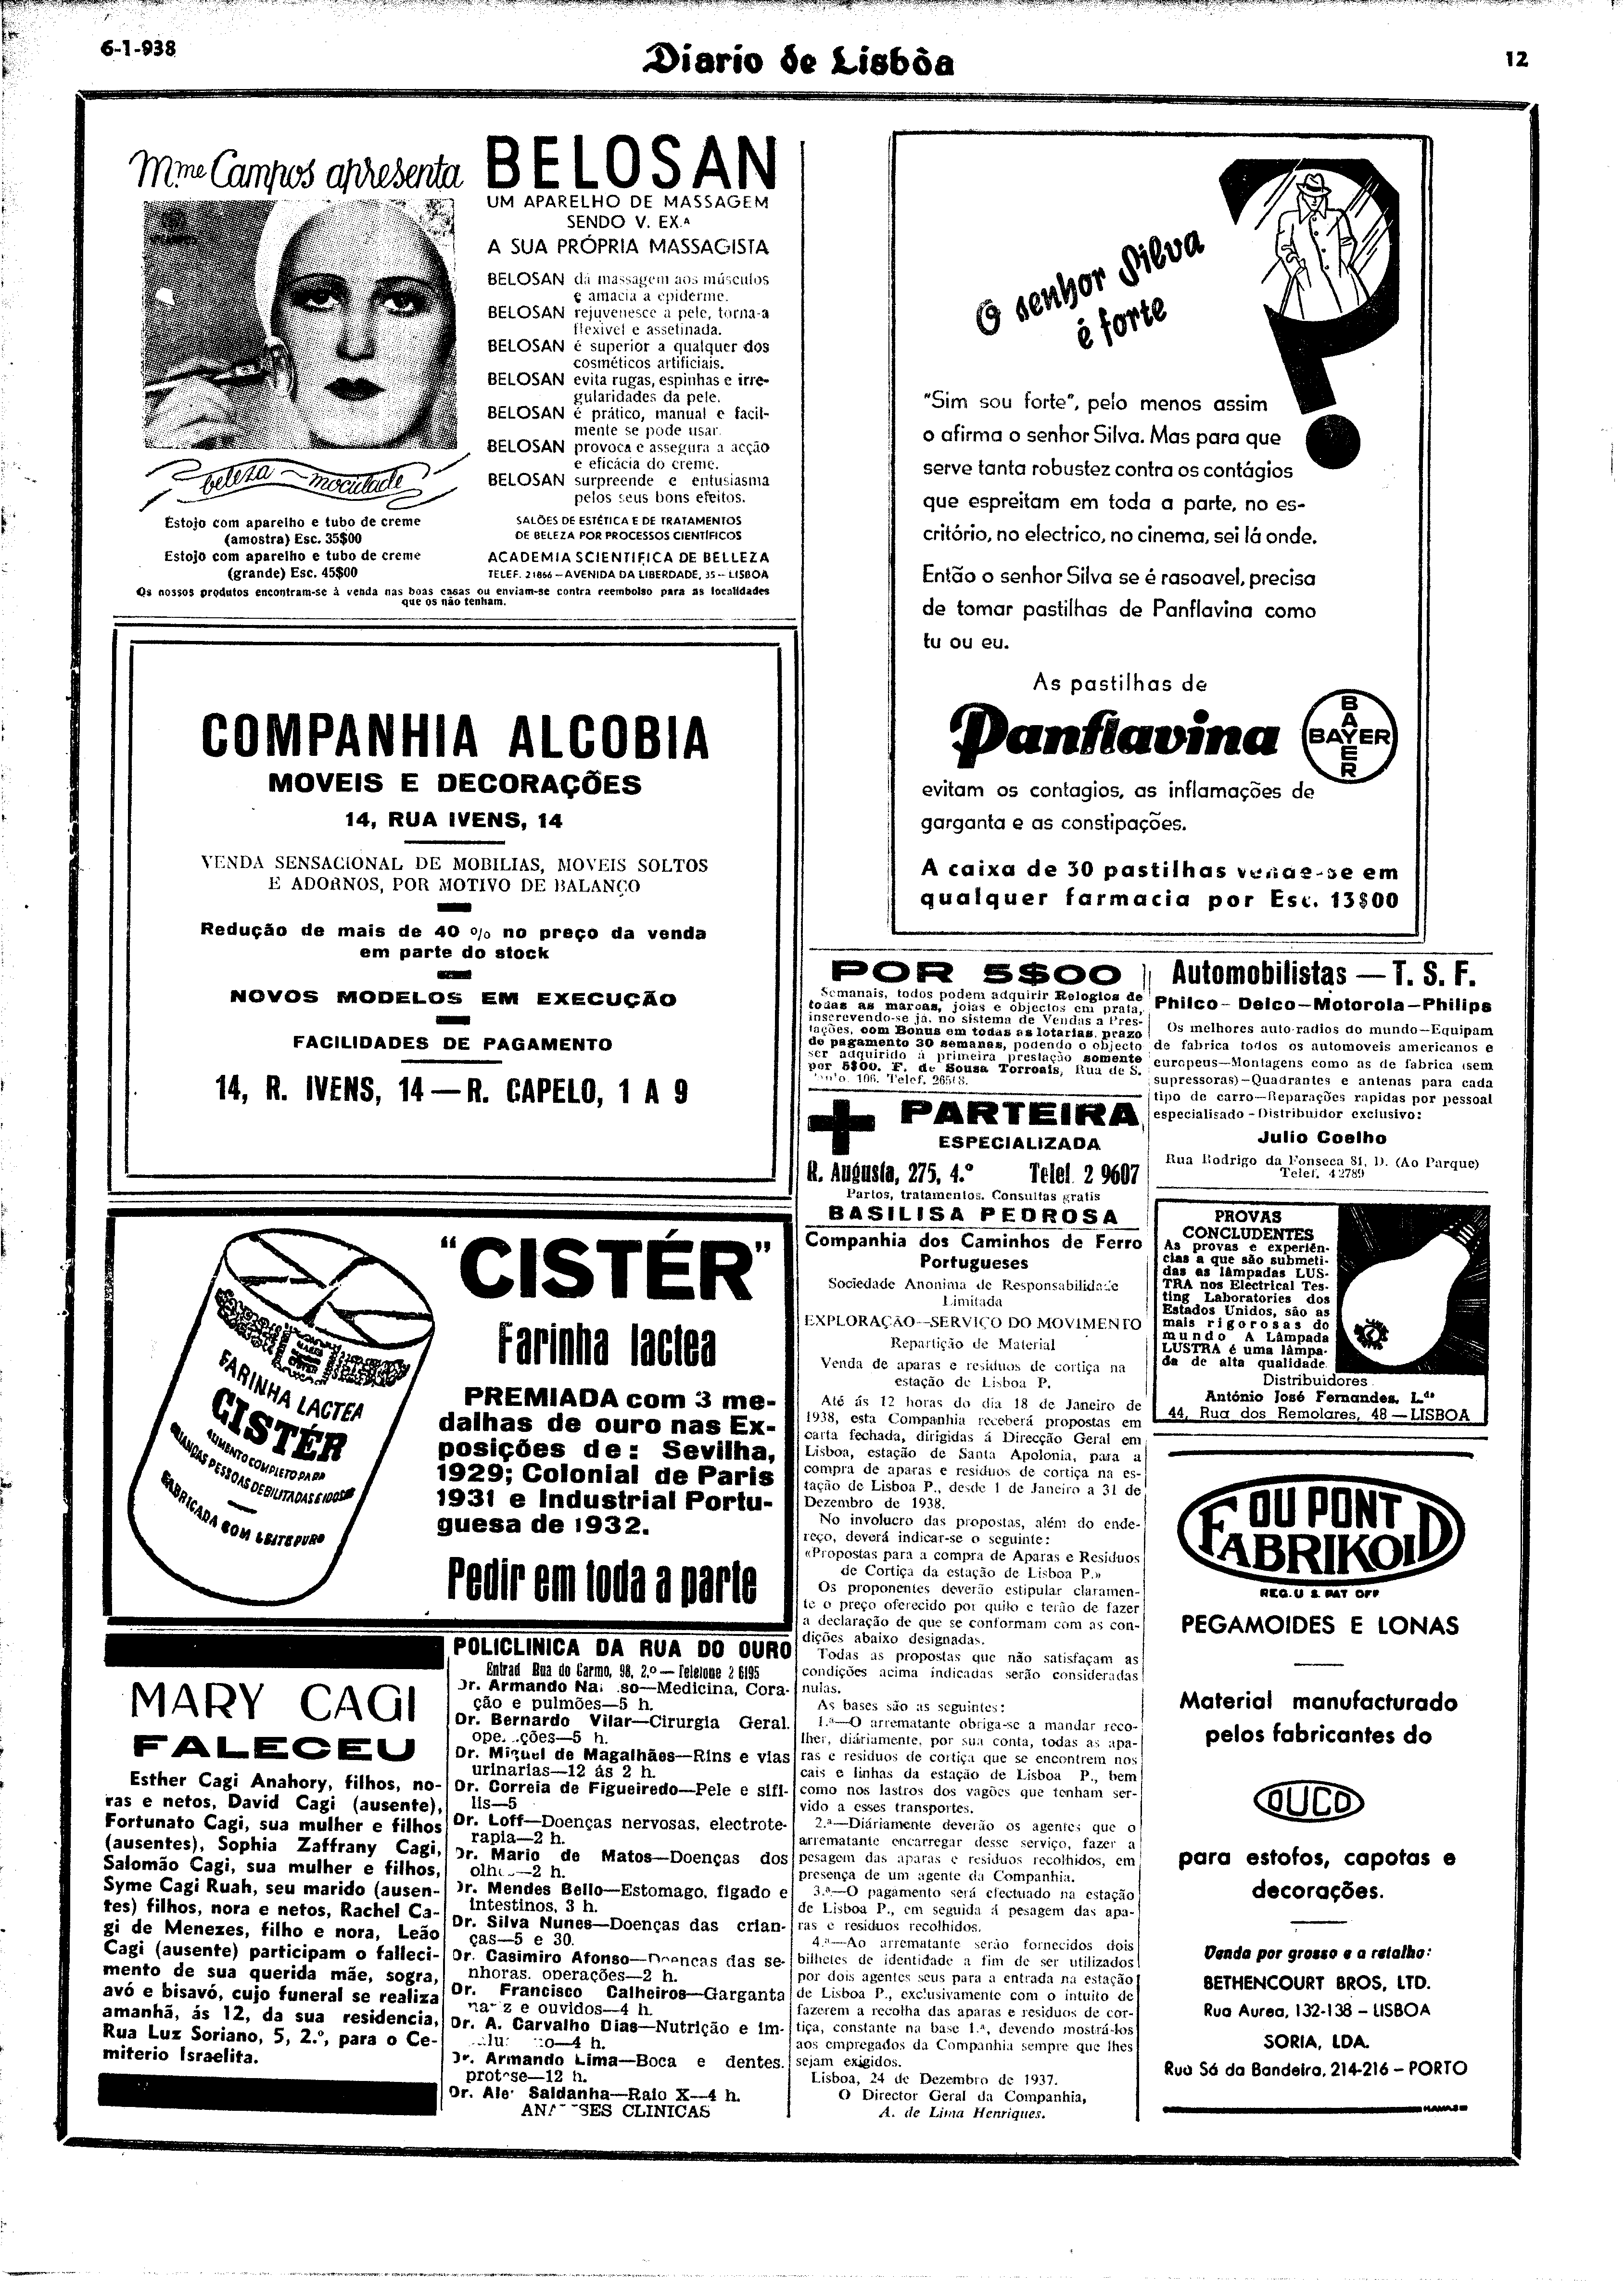 6-1-938
Diario de Lisbôa
12
Mme Campos apresenta
BELOSAN
UM APARELHO DE MASSAGEM
SENDO V. EX.ª
A SUA PRÓPRIA MASSAGISTA
BELOSAN dá massagem aos músculos
e amacia a epiderme.
BELOSAN rejuvenesce a pele, torna-a
flexivel e assetinada.
BELOSAN é superior a qualquer dos
cosméticos artificiais.
BELOSAN evita rugas, espinhas e irre-
gularidades da pele.
BELOSAN é prático, manual e facil-
mente se pode usar.
BELOSAN provoca e assegura a acção
e eficácia do creme.
BELOSAN surpreende e entusiasma
pelos seus bons efeitos.
beleza moculade
Estojo com aparelho e tubo de creme
(amostra) Esc. 35$00
Estojo com aparelho e tubo de creme
(grande) Esc. 45$00
SALÕES DE ESTÉTICA E DE TRATAMENTOS
DE BELEZA POR PROCESSOS CIENTÍFICOS
ACADEMIA SCIENTIFICA DE BELLEZA
TELEF. 21866 — AVENIDA DA LIBERDADE, 35 — LISBOA
Os nossos produtos encontram-se à venda nas boas casas ou enviam-se contra reembolso para as localidades
que os não tenham.
COMPANHIA ALCOBIA
MOVEIS E DECORAÇÕES
14, RUA IVENS, 14
VENDA SENSACIONAL DE MOBILIAS, MOVEIS SOLTOS
E ADORNOS, POR MOTIVO DE BALANÇO
Redução de mais de 40 % no preço da venda
em parte do stock
NOVOS MODELOS EM EXECUÇÃO
FACILIDADES DE PAGAMENTO
14, R. IVENS, 14 — R. CAPELO, 1 A 9
FARINHA LACTEA
CISTÉR
ALIMENTO COMPLETO PARA
CRIANÇAS PESSOAS DEBILITADAS E IDOSAS
FABRICADA COM LEITE PURO
"CISTÉR"
Farinha lactea
PREMIADA com 3 me-
dalhas de ouro nas Ex-
posições de: Sevilha,
1929; Colonial de Paris
1931 e Industrial Portu-
guesa de 1932.
Pedir em toda a parte
MARY CAGI
FALECEU
Esther Cagi Anahory, filhos, no-
ras e netos, David Cagi (ausente),
Fortunato Cagi, sua mulher e filhos
(ausentes), Sophia Zaffrany Cagi,
Salomão Cagi, sua mulher e filhos,
Syme Cagi Ruah, seu marido (ausen-
tes) filhos, nora e netos, Rachel Ca-
gi de Menezes, filho e nora, Leão
Cagi (ausente) participam o faleci-
mento de sua querida mãe, sogra,
avó e bisavó, cujo funeral se realiza
amanhã, ás 12, da sua residencia,
Rua Luz Soriano, 5, 2.º, para o Ce-
miterio Israelita.
POLICLINICA DA RUA DO OURO
Entrad Rua do Carmo, 98, 2.º — Telefone 2 6195
Dr. Armando —Medicina, Cora-
ção e pulmões—5 h.
Dr. Bernardo Vilar—Cirurgia Geral.
—5 h.
Dr. Miguel de Magalhães—Rins e vias
urinarias—12 ás 2 h.
Dr. Correia de Figueiredo—Pele e sifi-
lis—5
Dr. Loff—Doenças nervosas, electrote-
rapia—2 h.
Dr. Mario de Matos—Doenças dos
—2 h.
Dr. Mendes Bello—Estomago, figado e
intestinos, 3 h.
Dr. Silva Nunes—Doenças das crian-
ças—5 e 30.
Dr. Casimiro Afonso—Doenças das se-
nhoras, operações—2 h.
Dr. Francisco Calheiros—Garganta
nariz e ouvidos—4 h.
Dr. A. Carvalho Dias—Nutrição e im-
—4 h.
Dr. Armando Lima—Boca e dentes.
protese—12 h.
Dr. Saldanha—Raio X—4 h.
CLINICAS
O senhor Silva
é forte
"Sim sou forte", pelo menos assim
o afirma o senhor Silva. Mas para que
serve tanta robustez contra os contágios
que espreitam em toda a parte, no es-
critório, no electrico, no cinema, sei lá onde.
Então o senhor Silva se é rasoavel, precisa
de tomar pastilhas de Panflavina como
tu ou eu.
As pastilhas de
Panflavina
BAYER
BAYER
evitam os contagios, as inflamações de
garganta e as constipações.
A caixa de 30 pastilhas vende-se em
qualquer farmacia por Esc. 13$00
POR 5$00
Semanais, todos podem adquirir Relogios de
todas as marcas, joias e objectos em prata,
inscrevendo-se já, no sistema de Vendas a Pres-
tações, com Bonus em todas as lotarias, prazo
de pagamento 30 semanas, podendo o objecto
ser adquirido á primeira prestação somente
por 5$00. F. de Sousa Torroais, Rua de S.
106. Telef. 26518.
PARTEIRA
ESPECIALIZADA
R. Augusta, 275, 4.º Telef. 2 9607
Partos, tratamentos. Consultas gratis
BASILISA PEDROSA
Companhia dos Caminhos de Ferro
Portugueses
Sociedade Anonima de Responsabilidade
Limitada
EXPLORAÇÃO—SERVIÇO DO MOVIMENTO
Repartição de Material
Venda de aparas e residuos de cortiça na
estação de Lisboa P.
Até ás 12 horas do dia 18 de Janeiro de
1938, esta Companhia receberá propostas em
carta fechada, dirigidas á Direcção Geral em
Lisboa, estação de Santa Apolonia, para a
compra de aparas e residuos de cortiça na es-
tação de Lisboa P., desde 1 de Janeiro a 31 de
Dezembro de 1938.
No involucro das propostas, além do ende-
reço, deverá indicar-se o seguinte:
«Propostas para a compra de Aparas e Residuos
de Cortiça da estação de Lisboa P.»
Os proponentes deverão estipular claramen-
te o preço oferecido por quilo e terão de fazer
a declaração de que se conformam com as con-
dições abaixo designadas.
Todas as propostas que não satisfaçam as
condições acima indicadas serão consideradas
nulas.
As bases são as seguintes:
1.ª—O arrematante obriga-se a mandar reco-
lher, diáriamente, por sua conta, todas as apa-
ras e residuos de cortiça que se encontrem nos
cais e linhas da estação de Lisboa P., bem
como nos lastros dos vagões que tenham ser-
vido a esses transportes.
2.ª—Diáriamente deverão os agentes que o
arrematante encarregar desse serviço, fazer a
pesagem das aparas e residuos recolhidos, em
presença de um agente da Companhia.
3.ª—O pagamento será efectuado na estação
de Lisboa P., em seguida á pesagem das apa-
ras e residuos recolhidos.
4.ª—Ao arrematante serão fornecidos dois
bilhetes de identidade a fim de ser utilizados
por dois agentes seus para a entrada na estação
de Lisboa P., exclusivamente com o intuito de
fazerem a recolha das aparas e residuos de cor-
tiça, constante na base 1.ª, devendo mostrá-los
aos empregados da Companhia sempre que lhes
sejam exigidos.
Lisboa, 24 de Dezembro de 1937.
O Director Geral da Companhia,
A. de Lima Henriques.
Automobilistas — T. S. F.
Philco — Delco — Motorola — Philips
Os melhores auto-radios do mundo—Equipam
de fabrica todos os automoveis americanos e
europeus—Montagens como as de fabrica (sem
supressoras)—Quadrantes e antenas para cada
tipo de carro—Reparações rapidas por pessoal
especialisado—Distribuidor exclusivo:
Julio Coelho
Rua Rodrigo da Fonseca 81, D. (Ao Parque)
Telef. 42789
PROVAS
CONCLUDENTES
As provas e experiên-
cias a que são submeti-
das as lâmpadas LUS-
TRA nos Electrical Tes-
ting Laboratories dos
Estados Unidos, são as
mais rigorosas do
mundo A Lâmpada
LUSTRA é uma lâmpa-
da de alta qualidade.
Distribuidores
António José Fernandes, L.da
44, Rua dos Remolares, 48 — LISBOA
DU PONT
FABRIKOID
REG. U. S. PAT OFF
PEGAMOIDES E LONAS
Material manufacturado
pelos fabricantes do
DUCO
para estofos, capotas e
decorações.
Venda por grosso e a retalho:
BETHENCOURT BROS, LTD.
Rua Aurea, 132-138 — LISBOA
SORIA, LDA.
Rua Sá da Bandeira, 214-216 — PORTO
HAVAS